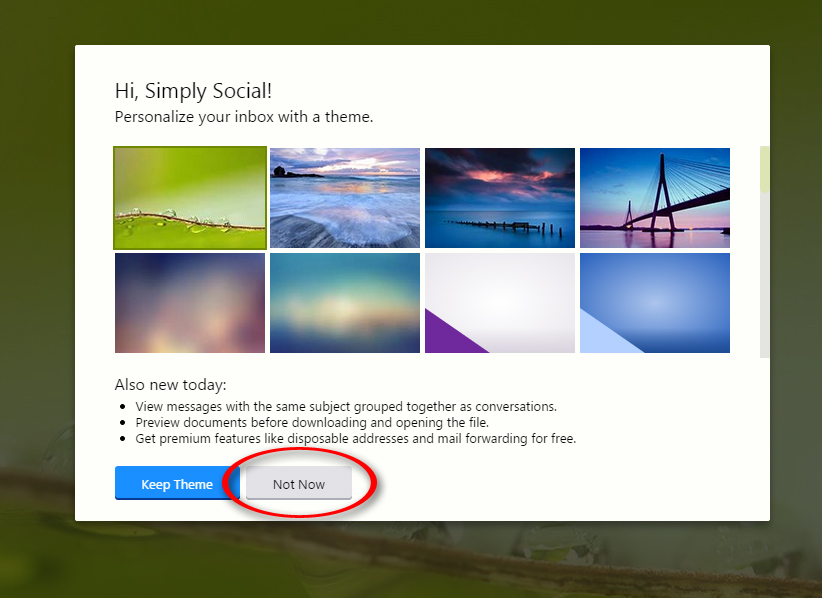 Hi, Simply Social!
Personalize your inbox with a theme.
Also new today:
View messages with the same subject grouped together as conversations.
Preview documents before downloading and opening the file.
Get premium features like disposable addresses and mail forwarding for free.
Keep Theme
Not Now